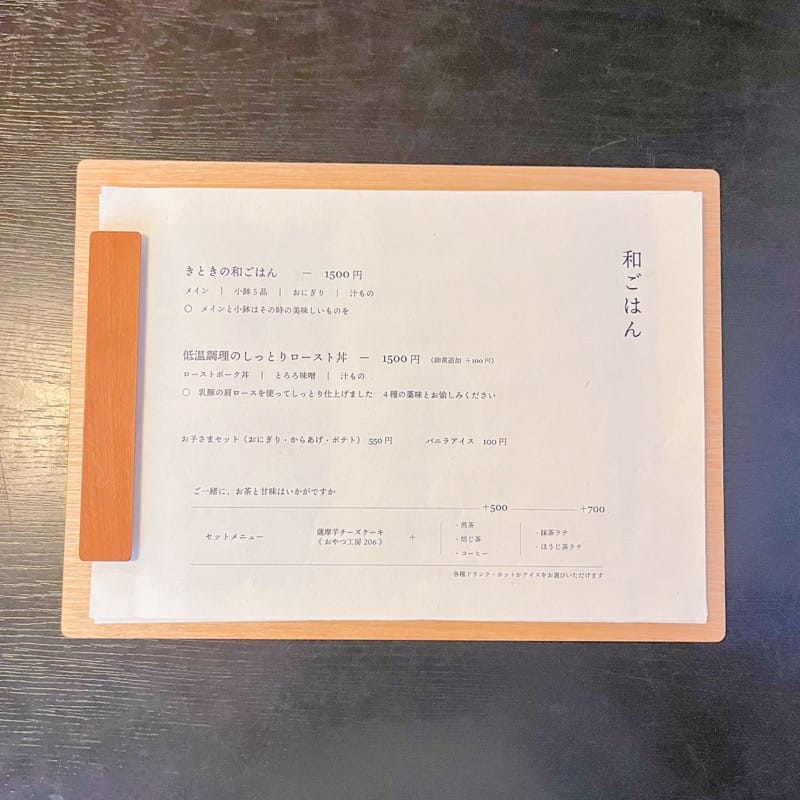 和ごはん
きときの和ごはん ― 1500円
メイン | 小鉢5品 | おにぎり | 汁もの
〇 メインと小鉢はその時の美味しいものを
低温調理のしっとりロースト丼 ― 1500円 (卵黄追加 +100円)
ローストポーク丼 | とろろ味噌 | 汁もの
〇 乳豚の肩ロースを使ってしっとり仕上げました 4種の薬味とお愉しみください
お子さまセット(おにぎり・からあげ・ポテト) 550円 バニラアイス 100円
ご一緒に、お茶と甘味はいかがですか
+500 +700
セットメニュー
薩摩芋チーズケーキ
《おやつ工房206》
+
・煎茶
・焙じ茶
・コーヒー
・抹茶ラテ
・ほうじ茶ラテ
各種ドリンク・ホットかアイスをお選びいただけます